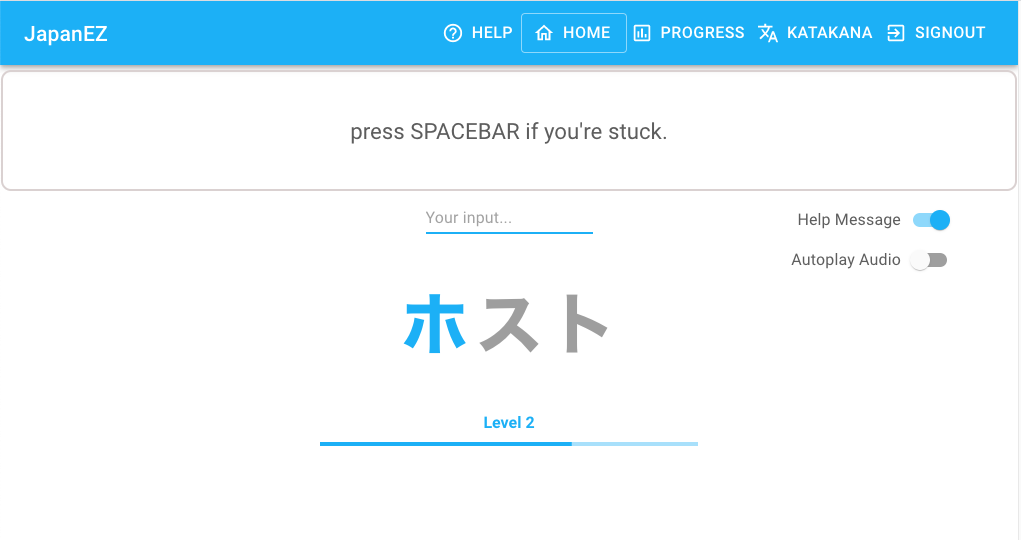 JapanEZ HELP HOME PROGRESS KATAKANA SIGNOUT
press SPACEBAR if you're stuck.
Your input...
Help Message
Autoplay Audio
ホスト
Level 2